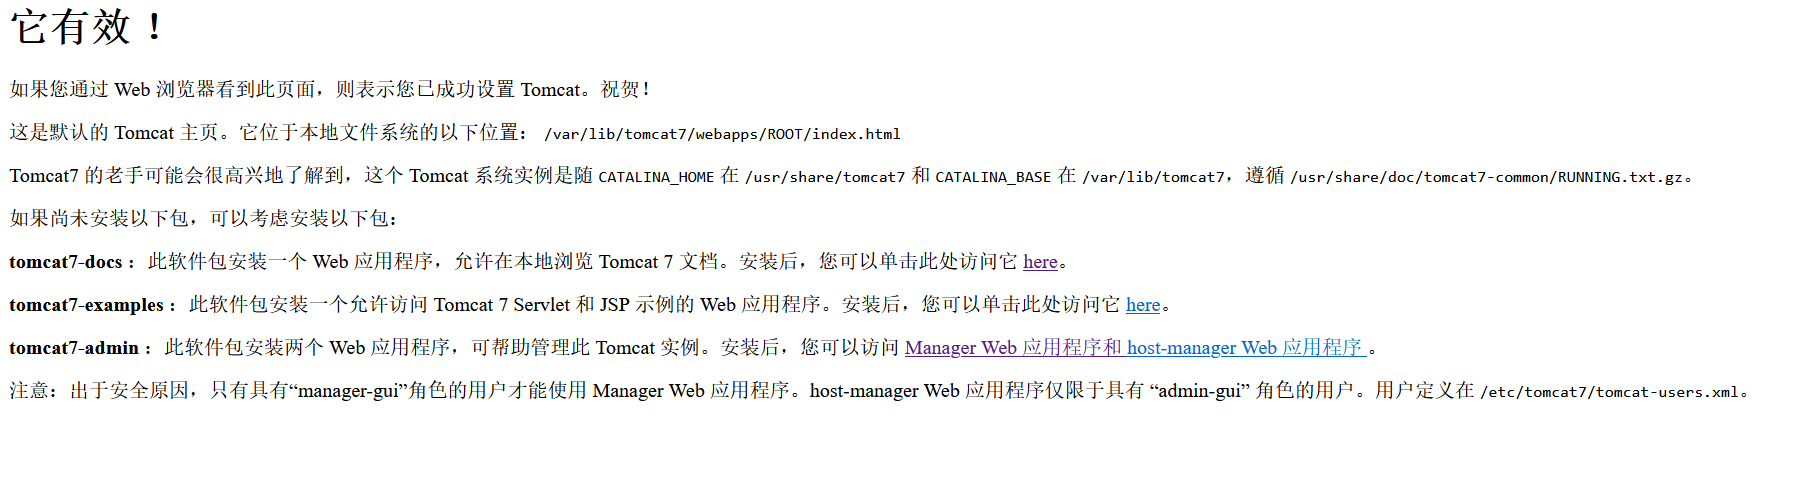 它有效！
如果您通过 Web 浏览器看到此页面，则表示您已成功设置 Tomcat。祝贺！
这是默认的 Tomcat 主页。它位于本地文件系统的以下位置： /var/lib/tomcat7/webapps/ROOT/index.html
Tomcat7 的老手可能会很高兴地了解到，这个 Tomcat 系统实例是随 CATALINA_HOME 在 /usr/share/tomcat7 和 CATALINA_BASE 在 /var/lib/tomcat7，遵循 /usr/share/doc/tomcat7-common/RUNNING.txt.gz。
如果尚未安装以下包，可以考虑安装以下包：
tomcat7-docs： 此软件包安装一个 Web 应用程序，允许在本地浏览 Tomcat 7 文档。安装后，您可以单击此处访问它 here。
tomcat7-examples： 此软件包安装一个允许访问 Tomcat 7 Servlet 和 JSP 示例的 Web 应用程序。安装后，您可以单击此处访问它 here。
tomcat7-admin： 此软件包安装两个 Web 应用程序，可帮助管理此 Tomcat 实例。安装后，您可以访问 Manager Web 应用程序和 host-manager Web 应用程序 。
注意：出于安全原因，只有具有“manager-gui”角色的用户才能使用 Manager Web 应用程序。host-manager Web 应用程序仅限于具有 “admin-gui” 角色的用户。用户定义在 /etc/tomcat7/tomcat-users.xml。